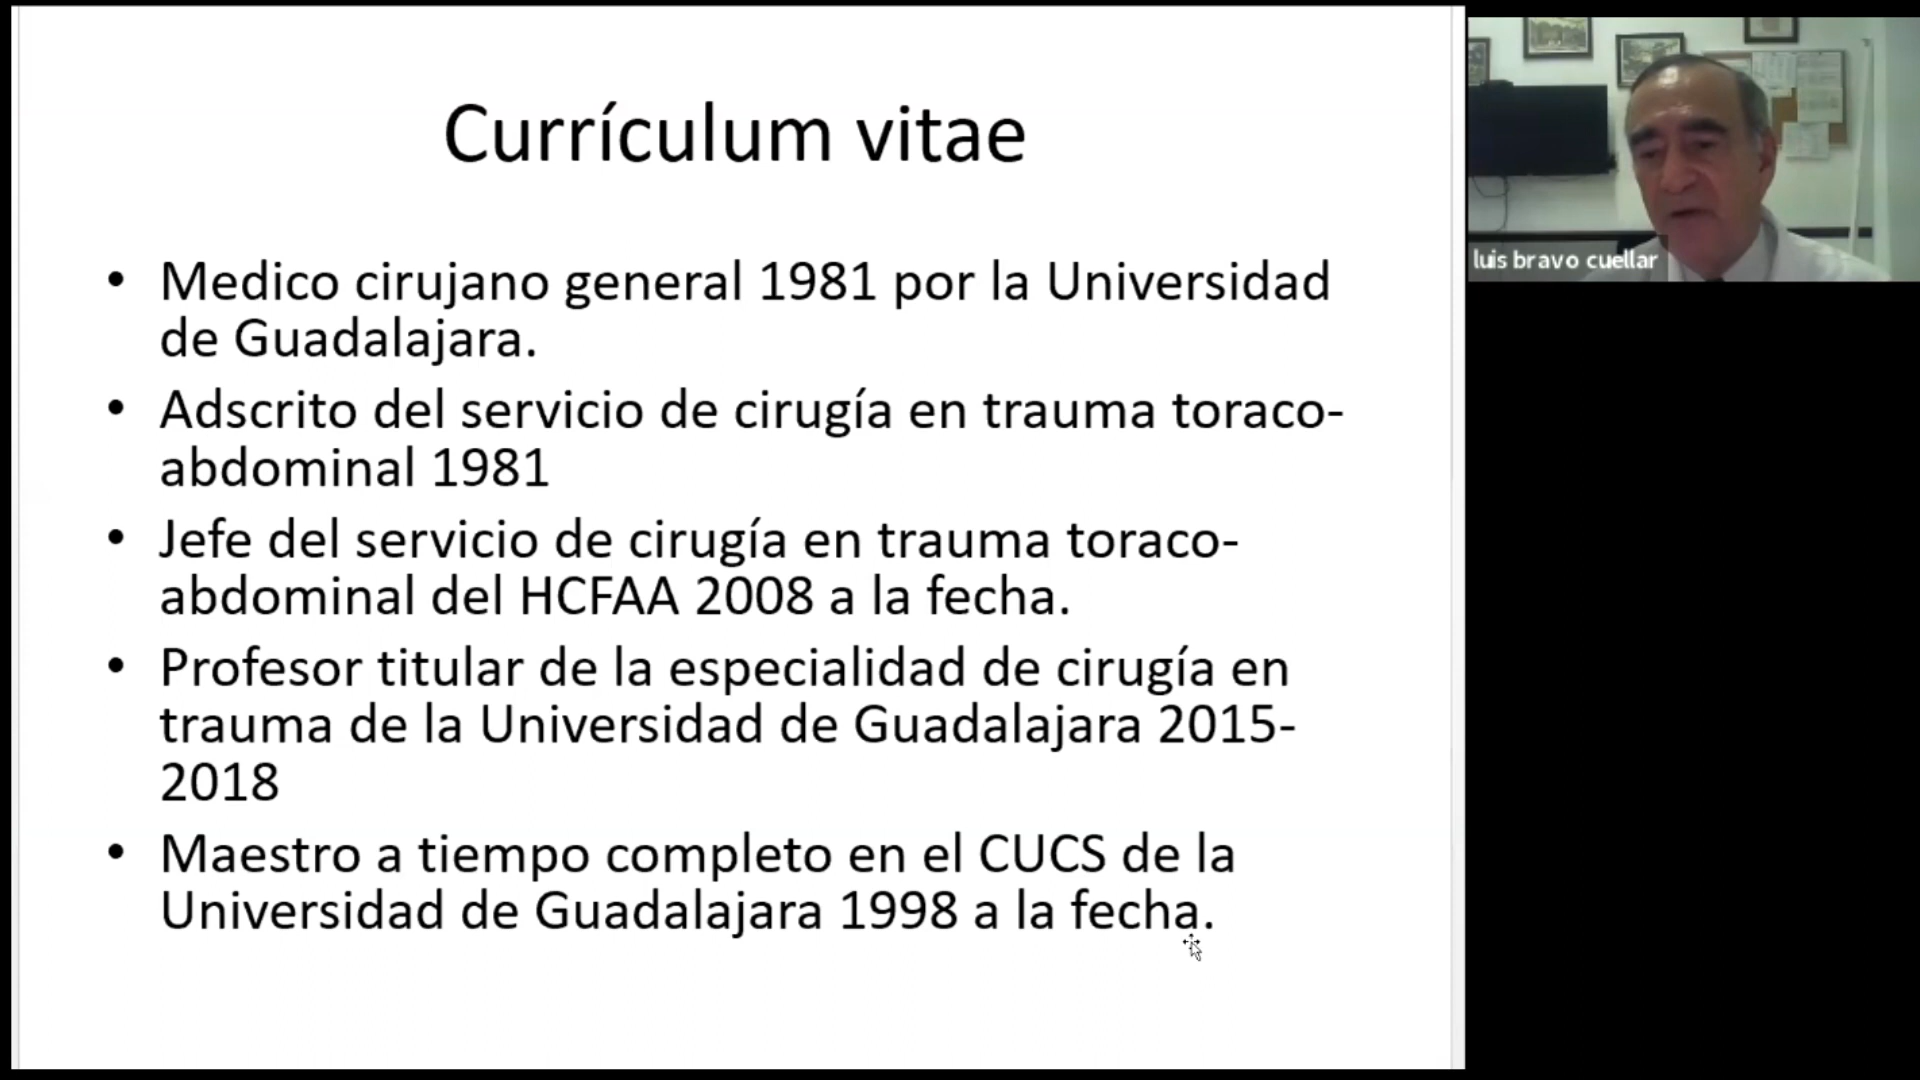 Currículum vitae
• Medico cirujano general 1981 por la Universidad
de Guadalajara.
• Adscrito del servicio de cirugía en trauma toraco-
abdominal 1981
• Jefe del servicio de cirugía en trauma toraco-
abdominal del HCFAA 2008 a la fecha.
• Profesor titular de la especialidad de cirugía en
trauma de la Universidad de Guadalajara 2015-
2018
• Maestro a tiempo completo en el CUCS de la
Universidad de Guadalajara 1998 a la fecha.
luis bravo cuellar